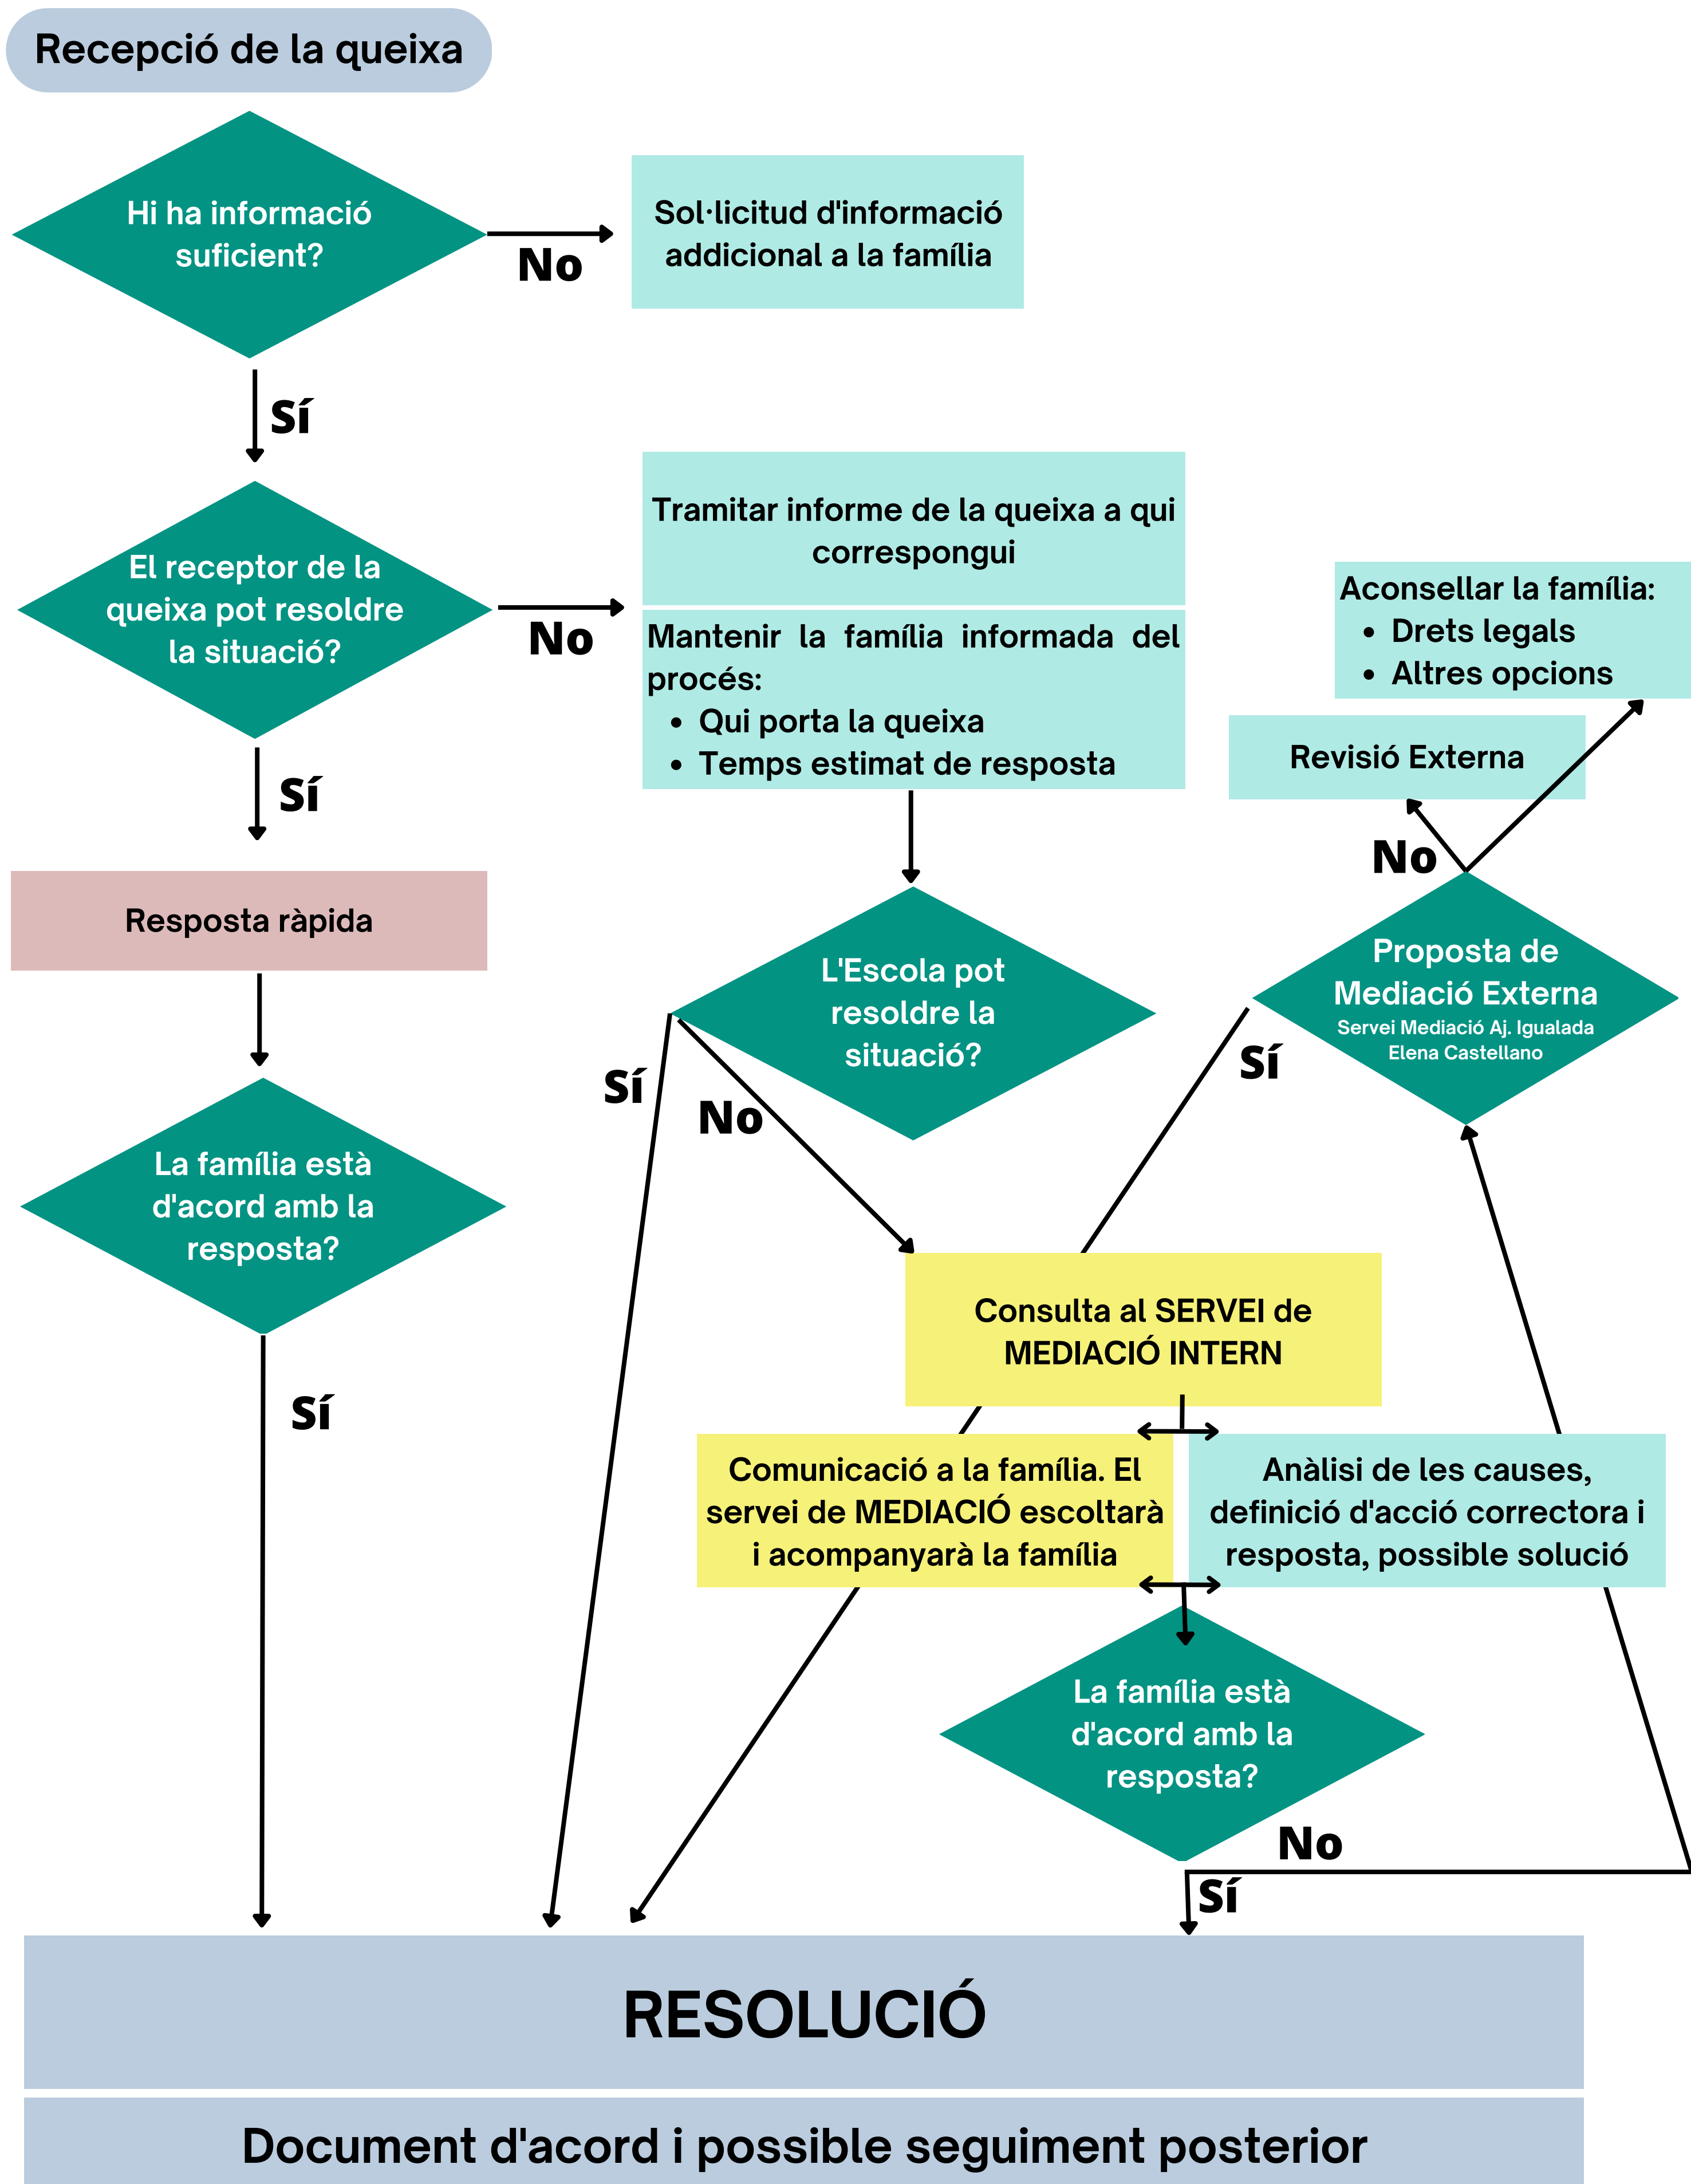 Recepció de la queixa
Hi ha informació
suficient?
No
Sol·licitud d'informació
addicional a la família
Sí
El receptor de la
queixa pot resoldre
la situació?
No
Tramitar informe de la queixa a qui
correspongui
Mantenir la família informada del
procés:
• Qui porta la queixa
• Temps estimat de resposta
Aconsellar la família:
• Drets legals
• Altres opcions
Revisió Externa
No
Sí
Resposta ràpida
L'Escola pot
resoldre la
situació?
Proposta de
Mediació Externa
Servei Mediació Aj. Igualada
Elena Castellano
Sí
Sí
No
La família està
d'acord amb la
resposta?
Consulta al SERVEI de
MEDIACIÓ INTERN
Sí
Comunicació a la família. El
servei de MEDIACIÓ escoltarà
i acompanyarà la família
Anàlisi de les causes,
definició d'acció correctora i
resposta, possible solució
La família està
d'acord amb la
resposta?
No
Sí
RESOLUCIÓ
Document d'acord i possible seguiment posterior